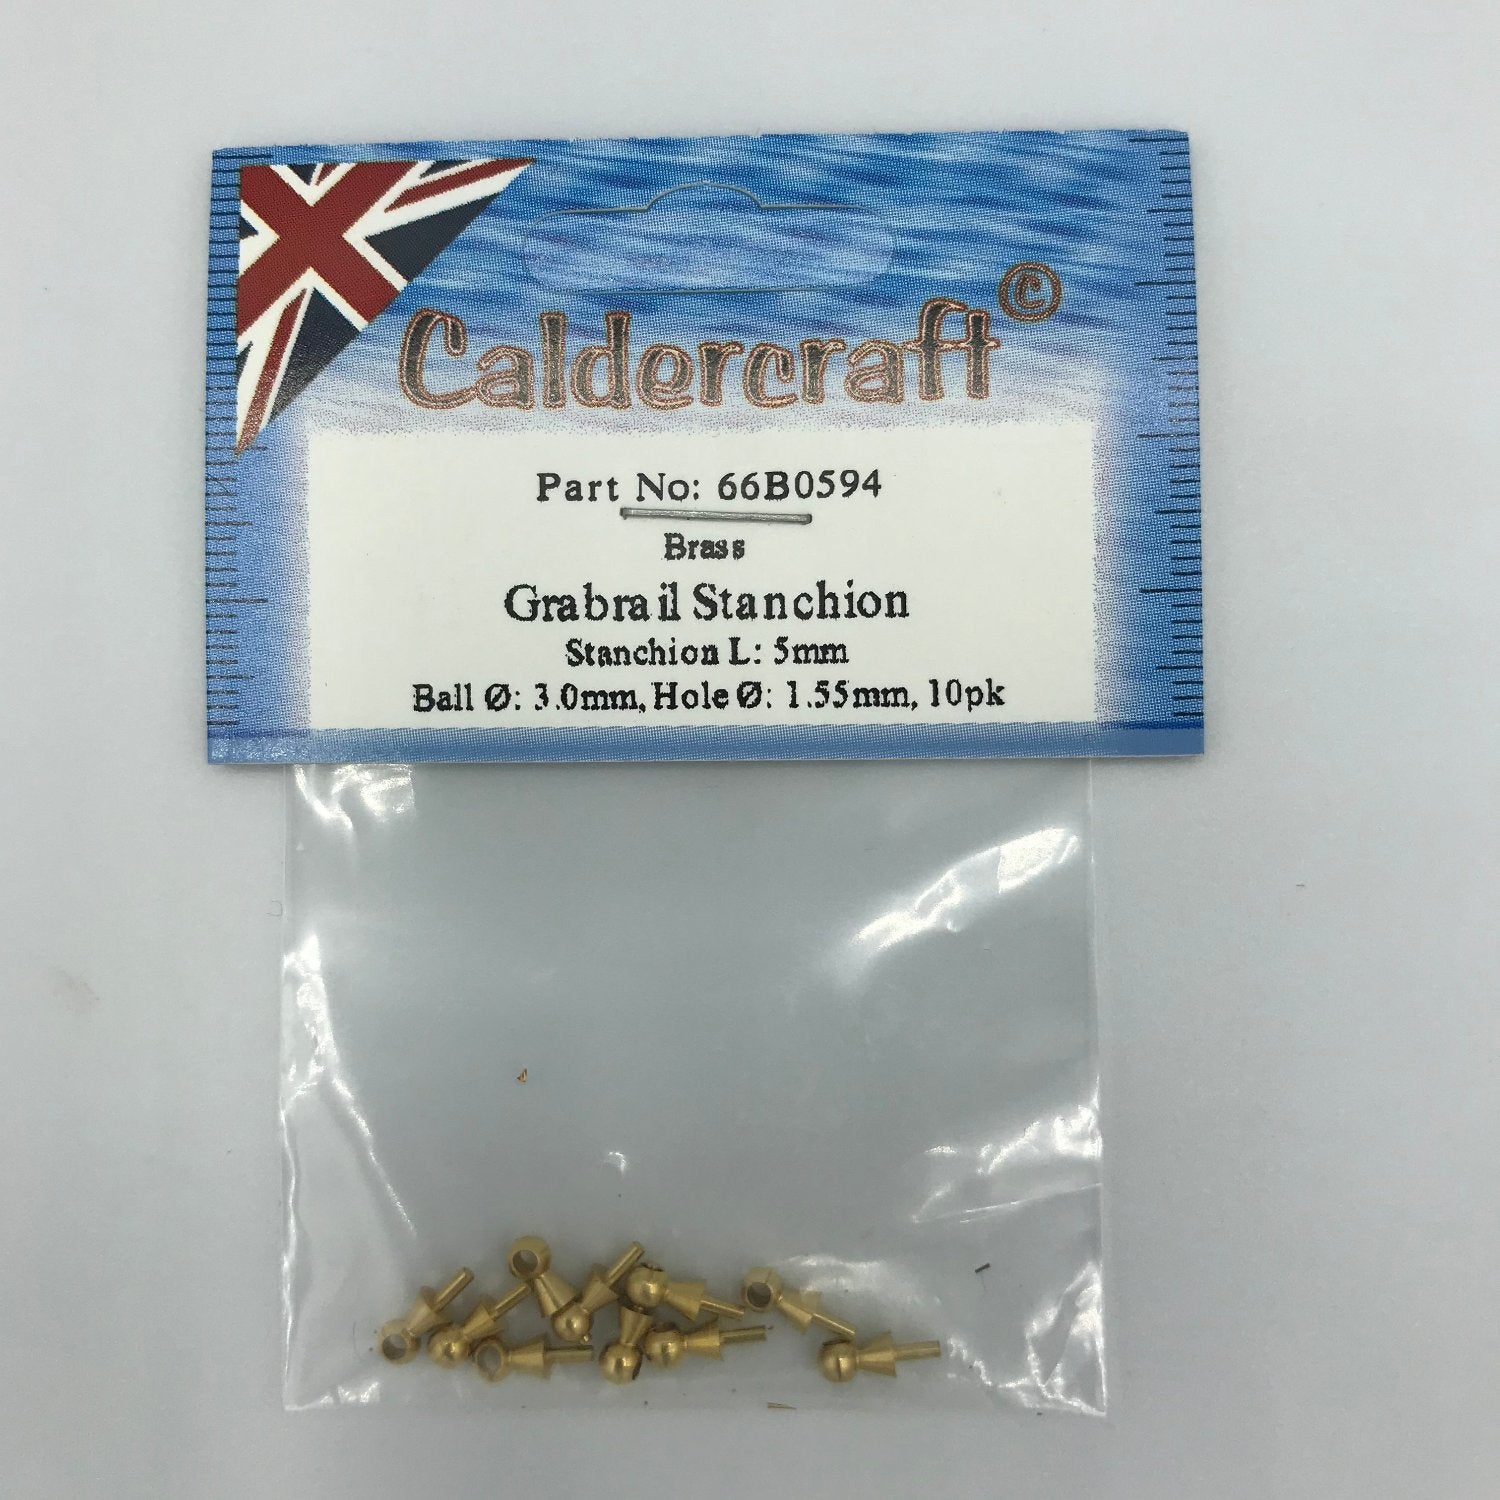 Caldercraft©
Part No: 66B0594
Brass
Grabrail Stanchion
Stanchion L: 5mm
Ball Ø: 3.0mm, Hole Ø: 1.55mm, 10pk